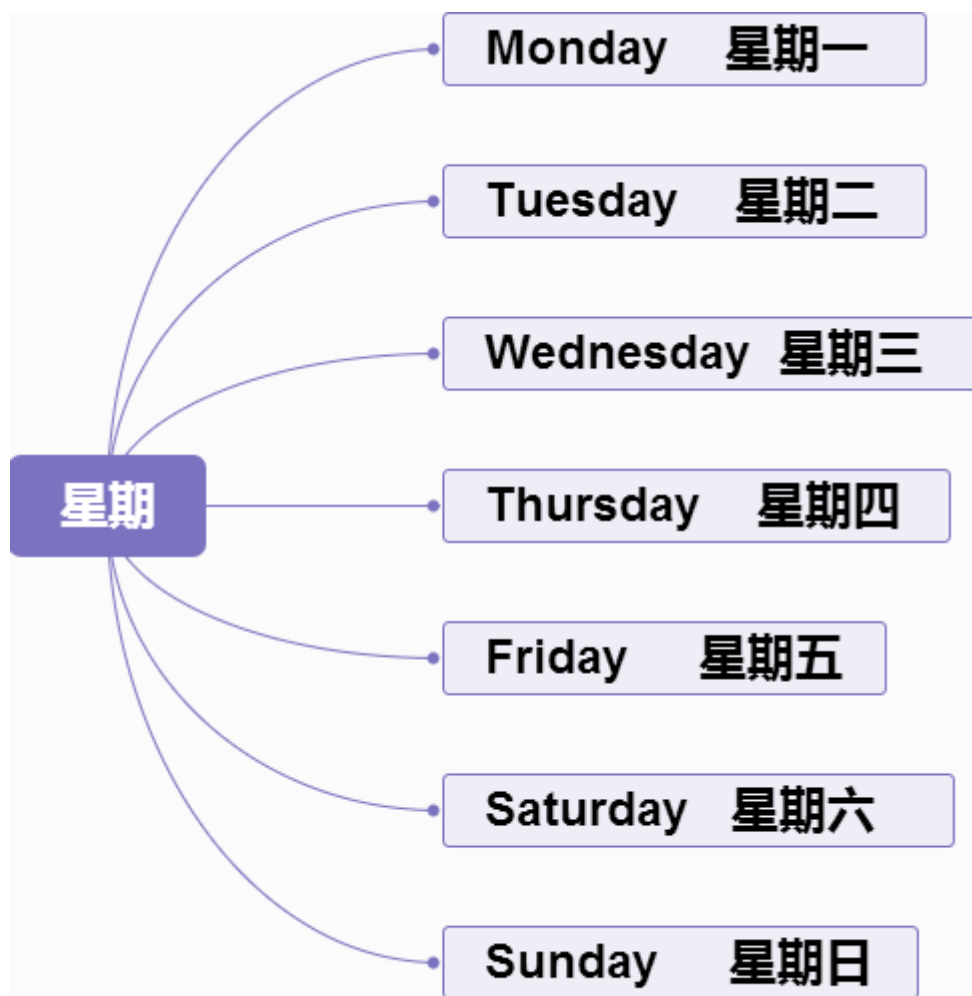 Monday 星期一
Tuesday 星期二
Wednesday 星期三
星期
Thursday 星期四
Friday 星期五
Saturday 星期六
Sunday 星期日